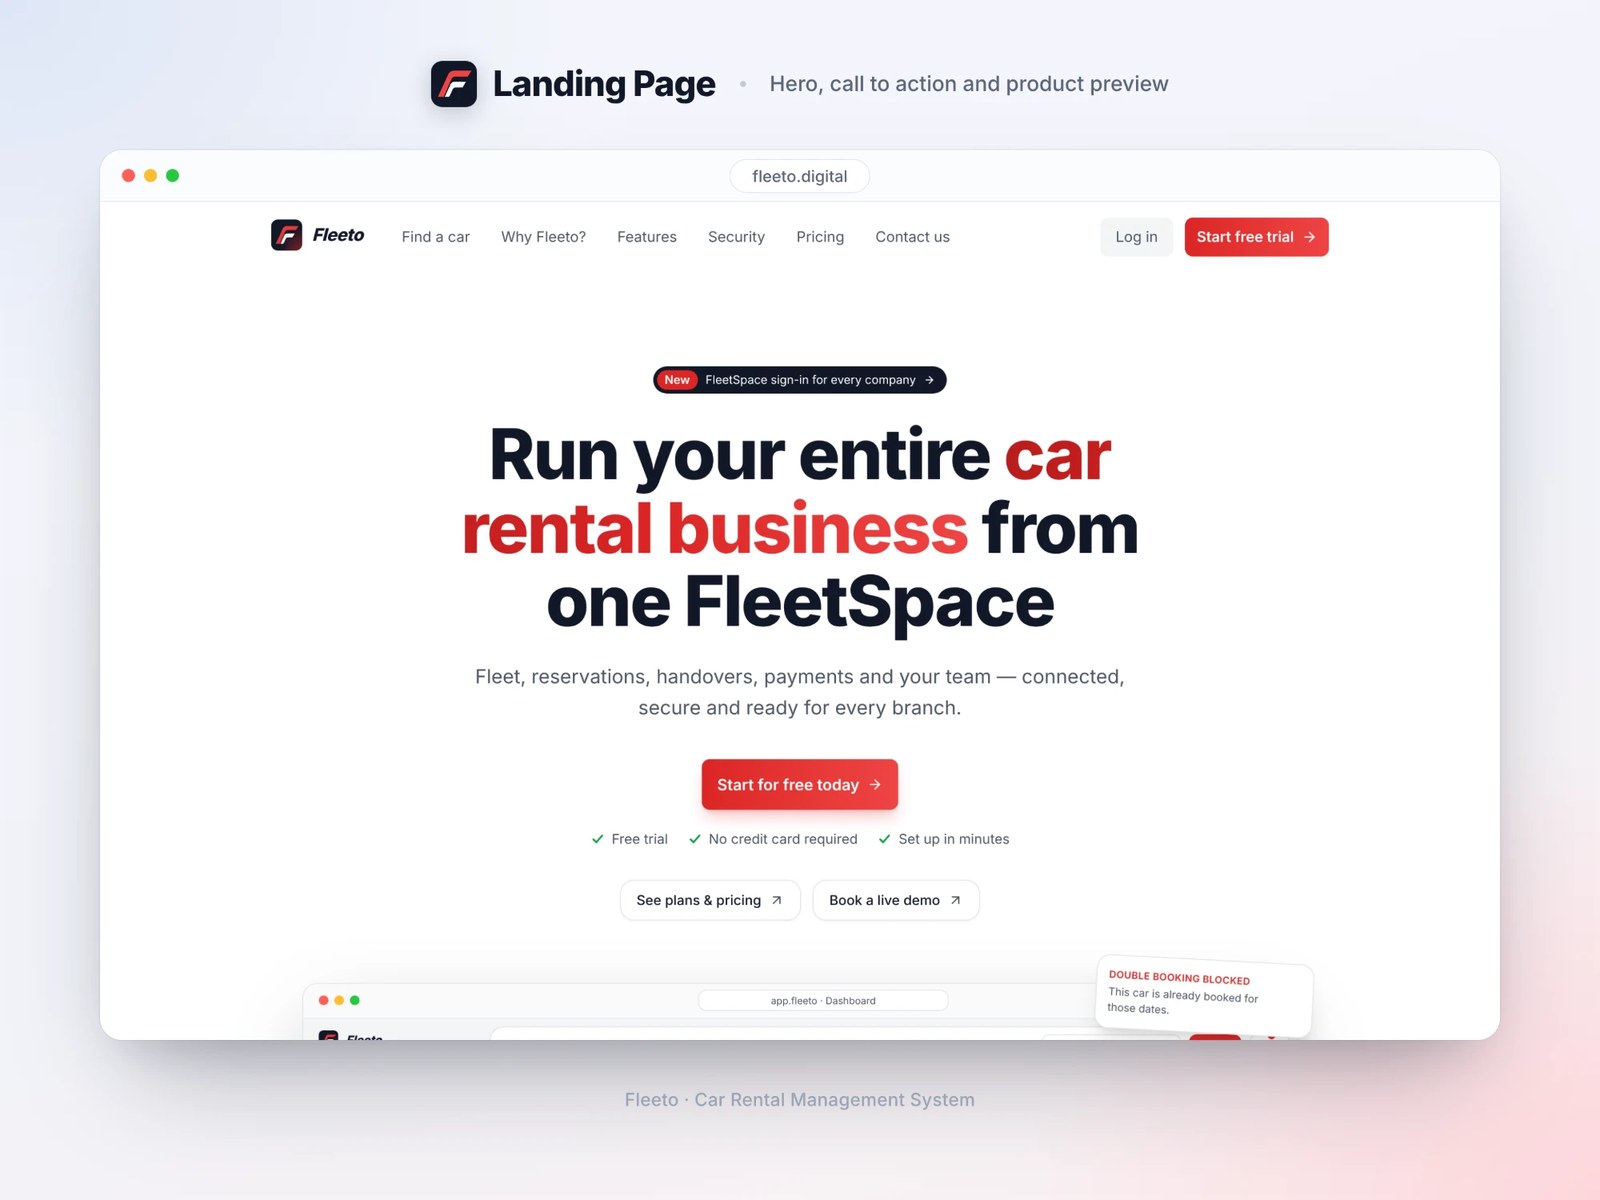 Landing Page • Hero, call to action and product preview
fleeto.digital
Fleeto Find a car Why Fleeto? Features Security Pricing Contact us Log in Start free trial →
New FleetSpace sign-in for every company →
Run your entire car
rental business from
one FleetSpace
Fleet, reservations, handovers, payments and your team — connected,
secure and ready for every branch.
Start for free today →
Free trial No credit card required Set up in minutes
See plans & pricing ↗ Book a live demo ↗
DOUBLE BOOKING BLOCKED
This car is already booked for
those dates.
app.fleeto · Dashboard
Fleeto
Fleeto · Car Rental Management System